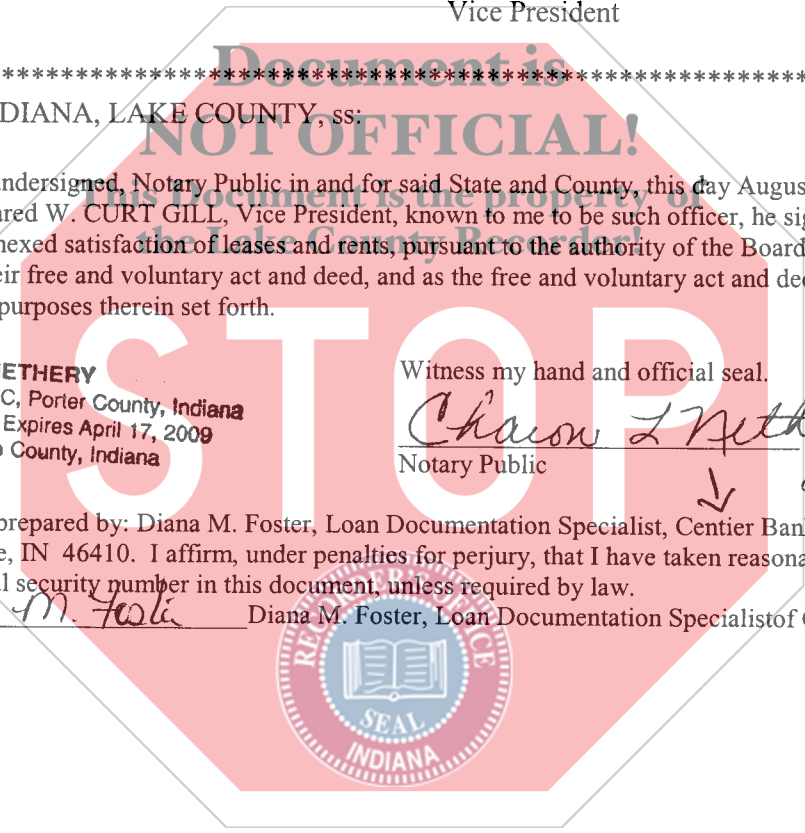 Vice President
Document is
NOT OFFICIAL!
This Document is the property of
the Lake County Recorder!
STOP
************************************************************
DIANA, LAKE COUNTY, ss:
ndersigned, Notary Public in and for said State and County, this day August
ared W. CURT GILL, Vice President, known to me to be such officer, he sig
nexed satisfaction of leases and rents, pursuant to the authority of the Board
eir free and voluntary act and deed, and as the free and voluntary act and dee
purposes therein set forth.
ETHERY
C, Porter County, Indiana
Expires April 17, 2009
County, Indiana
Witness my hand and official seal.
Notary Public
prepared by: Diana M. Foster, Loan Documentation Specialist, Centier Ban
e, IN 46410. I affirm, under penalties for perjury, that I have taken reasona
l security number in this document, unless required by law.
M. Foster
Diana M. Foster, Loan Documentation Specialistof
RECORDER'S OFFICE
SEAL
INDIANA